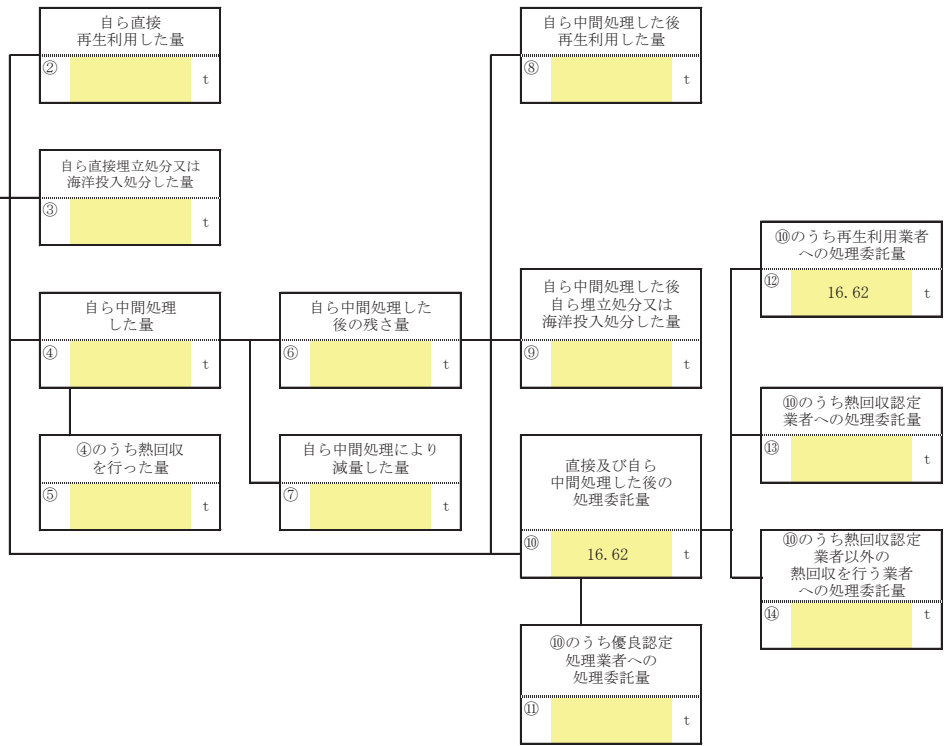 自ら直接
再生利用した量
② t
自ら直接埋立処分又は
海洋投入処分した量
③ t
自ら中間処理
した量
④ t
④のうち熱回収
を行った量
⑤ t
自ら中間処理した
後の残さ量
⑥ t
自ら中間処理により
減量した量
⑦ t
自ら中間処理した後
再生利用した量
⑧ t
自ら中間処理した後
自ら埋立処分又は
海洋投入処分した量
⑨ t
直接及び自ら
中間処理した後の
処理委託量
⑩ 16.62 t
⑩のうち優良認定
処理業者への
処理委託量
⑪ t
⑩のうち再生利用業者
への処理委託量
⑫ 16.62 t
⑩のうち熱回収認定
業者への処理委託量
⑬ t
⑩のうち熱回収認定
業者以外の
熱回収を行う業者
への処理委託量
⑭ t